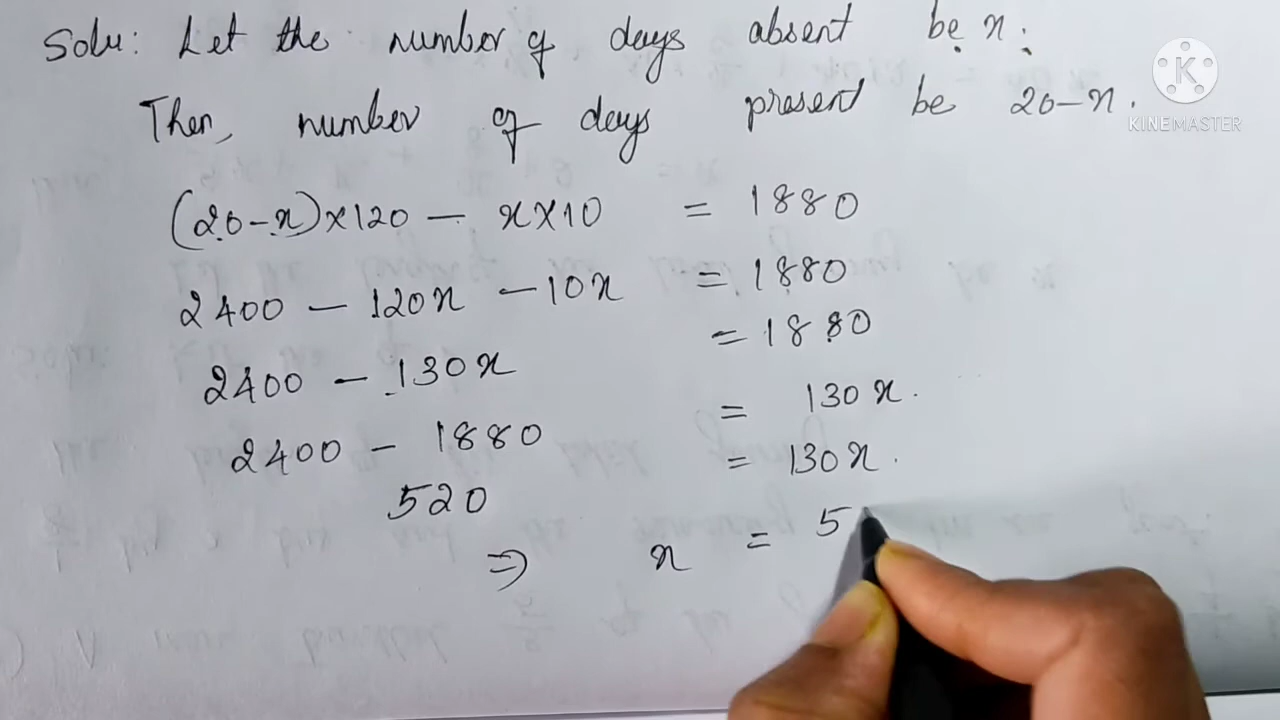 Solu: Let the number of days absent be x.
Then, number of days present be 20-x.
(20-x)×120 - x×10 = 1880
2400 - 120x - 10x = 1880
2400 - 130x = 1880
2400 - 1880 = 130x.
520 = 130x.
⇒ x = 5
K
KINEMASTER